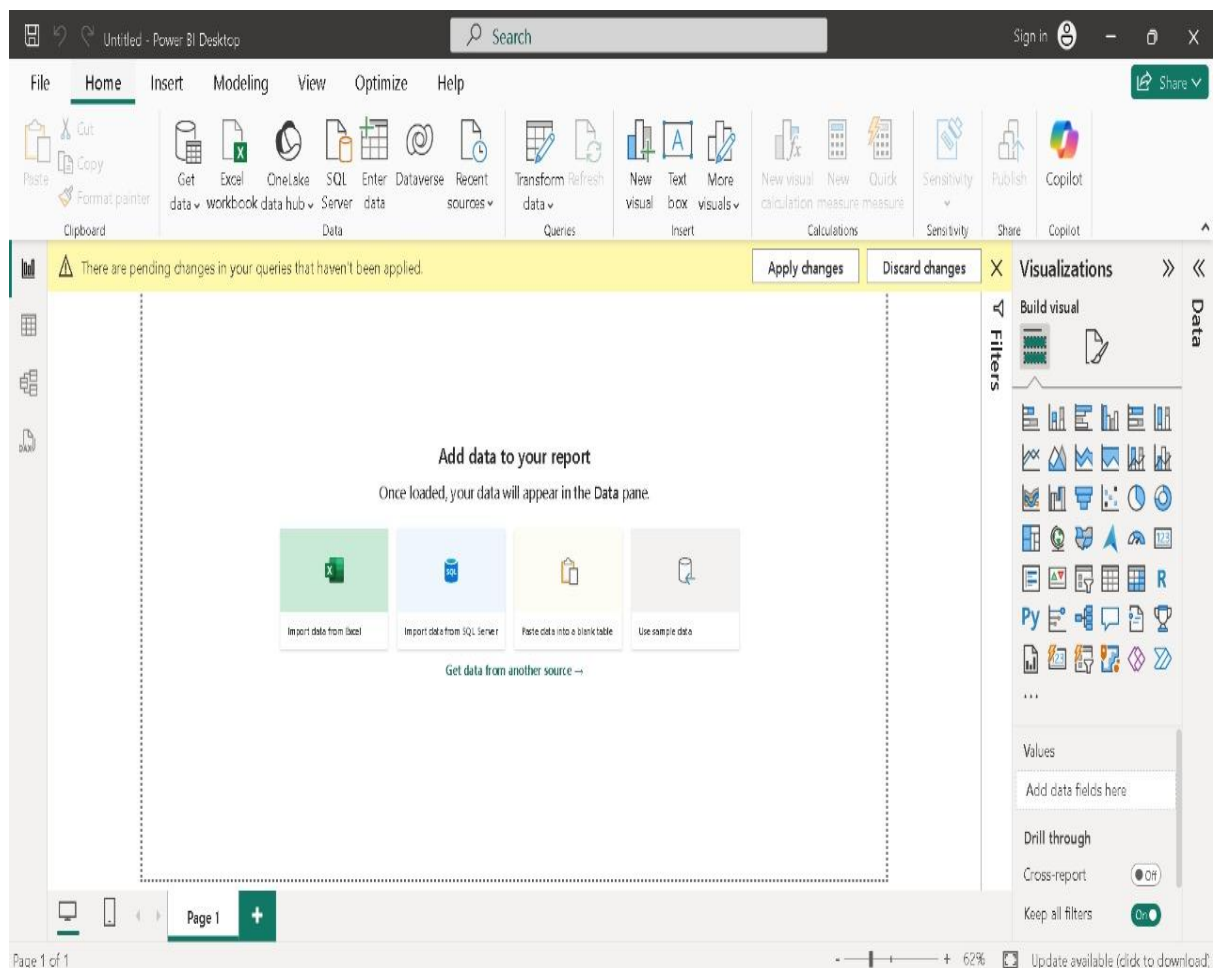 Untitled - Power BI Desktop
Search
Sign in
File Home Insert Modeling View Optimize Help
Share
Paste
Cut
Copy
Format painter
Clipboard
Get data
Excel workbook
OneLake data hub
SQL Server
Enter data
Dataverse
Recent sources
Data
Transform data
Refresh
Queries
New visual
Text box
More visuals
Insert
New visual calculation
New measure
Quick measure
Calculations
Sensitivity
Sensitivity
Publish
Share
Copilot
Copilot
There are pending changes in your queries that haven't been applied.
Apply changes
Discard changes
DAX
Add data to your report
Once loaded, your data will appear in the Data pane.
X
SQL
Import data from Excel
Import data from SQL Server
Paste data into a blank table
Use sample data
Get data from another source →
Filters
Visualizations
Build visual
123
R
Py
123
...
Values
Add data fields here
Drill through
Cross-report
Off
Keep all filters
On
Data
Page 1
+
Page 1 of 1
- + 62%
Update available (click to download)